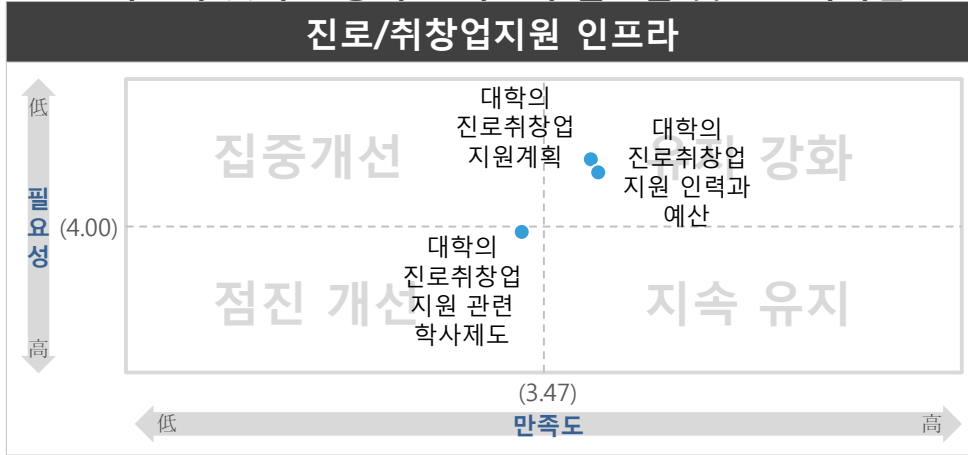 진로/취창업지원 인프라
低
필
요
성
高
(4.00)
집중개선
유지 강화
점진 개선
지속 유지
대학의
진로취창업
지원계획
대학의
진로취창업
지원 인력과
예산
대학의
진로취창업
지원 관련
학사제도
(3.47)
低
만족도
高